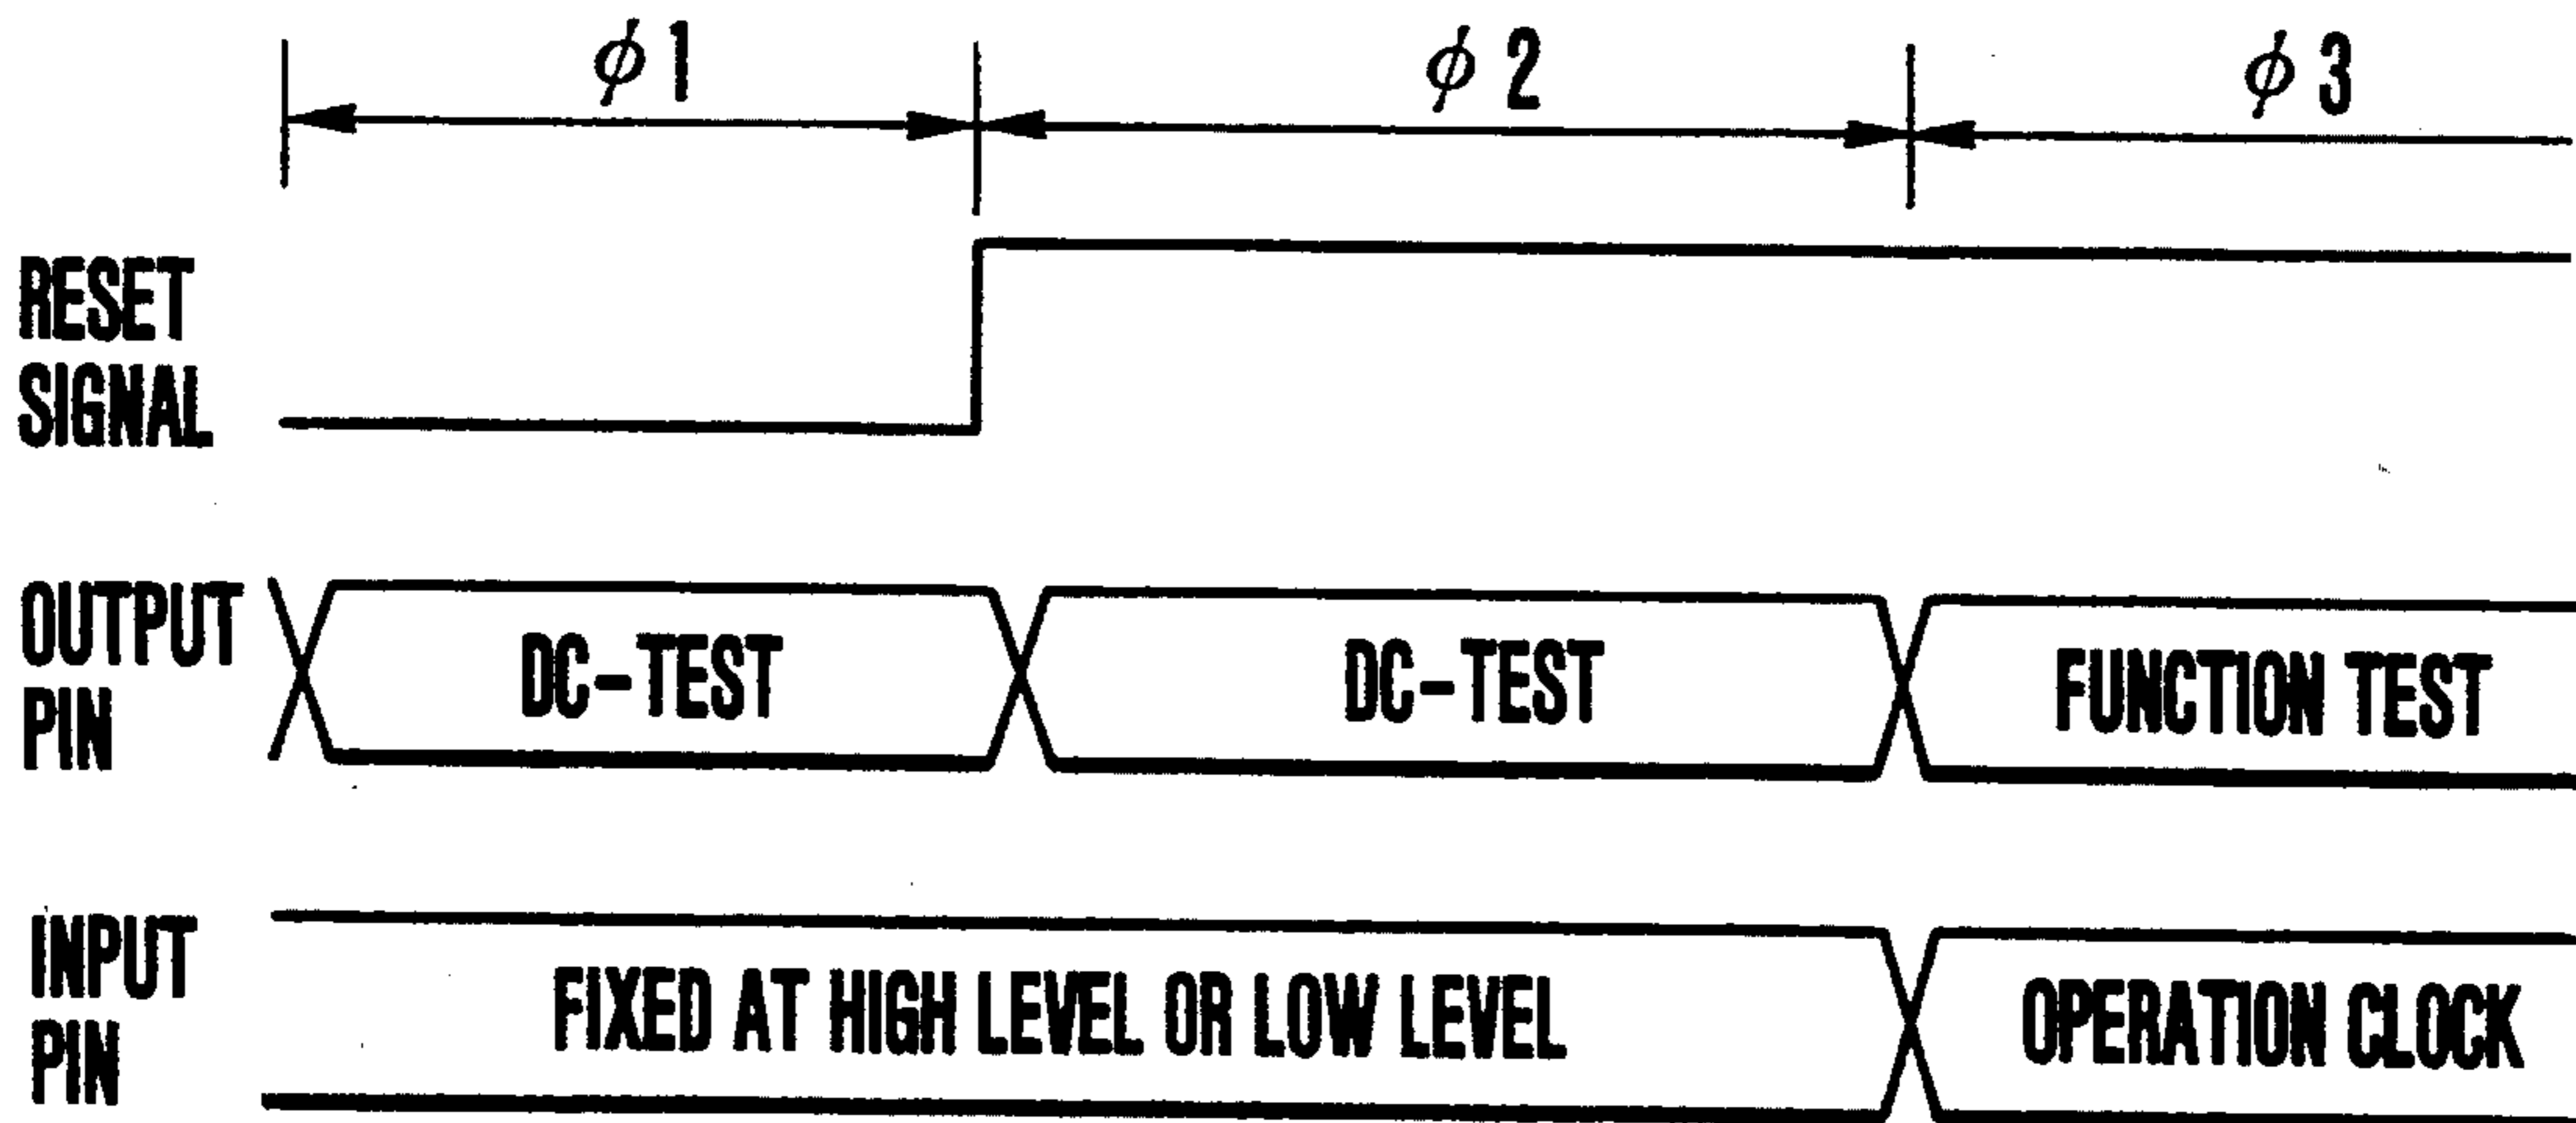 φ1 φ2 φ3
RESET
SIGNAL
OUTPUT
PIN
DC-TEST DC-TEST FUNCTION TEST
INPUT
PIN
FIXED AT HIGH LEVEL OR LOW LEVEL OPERATION CLOCK